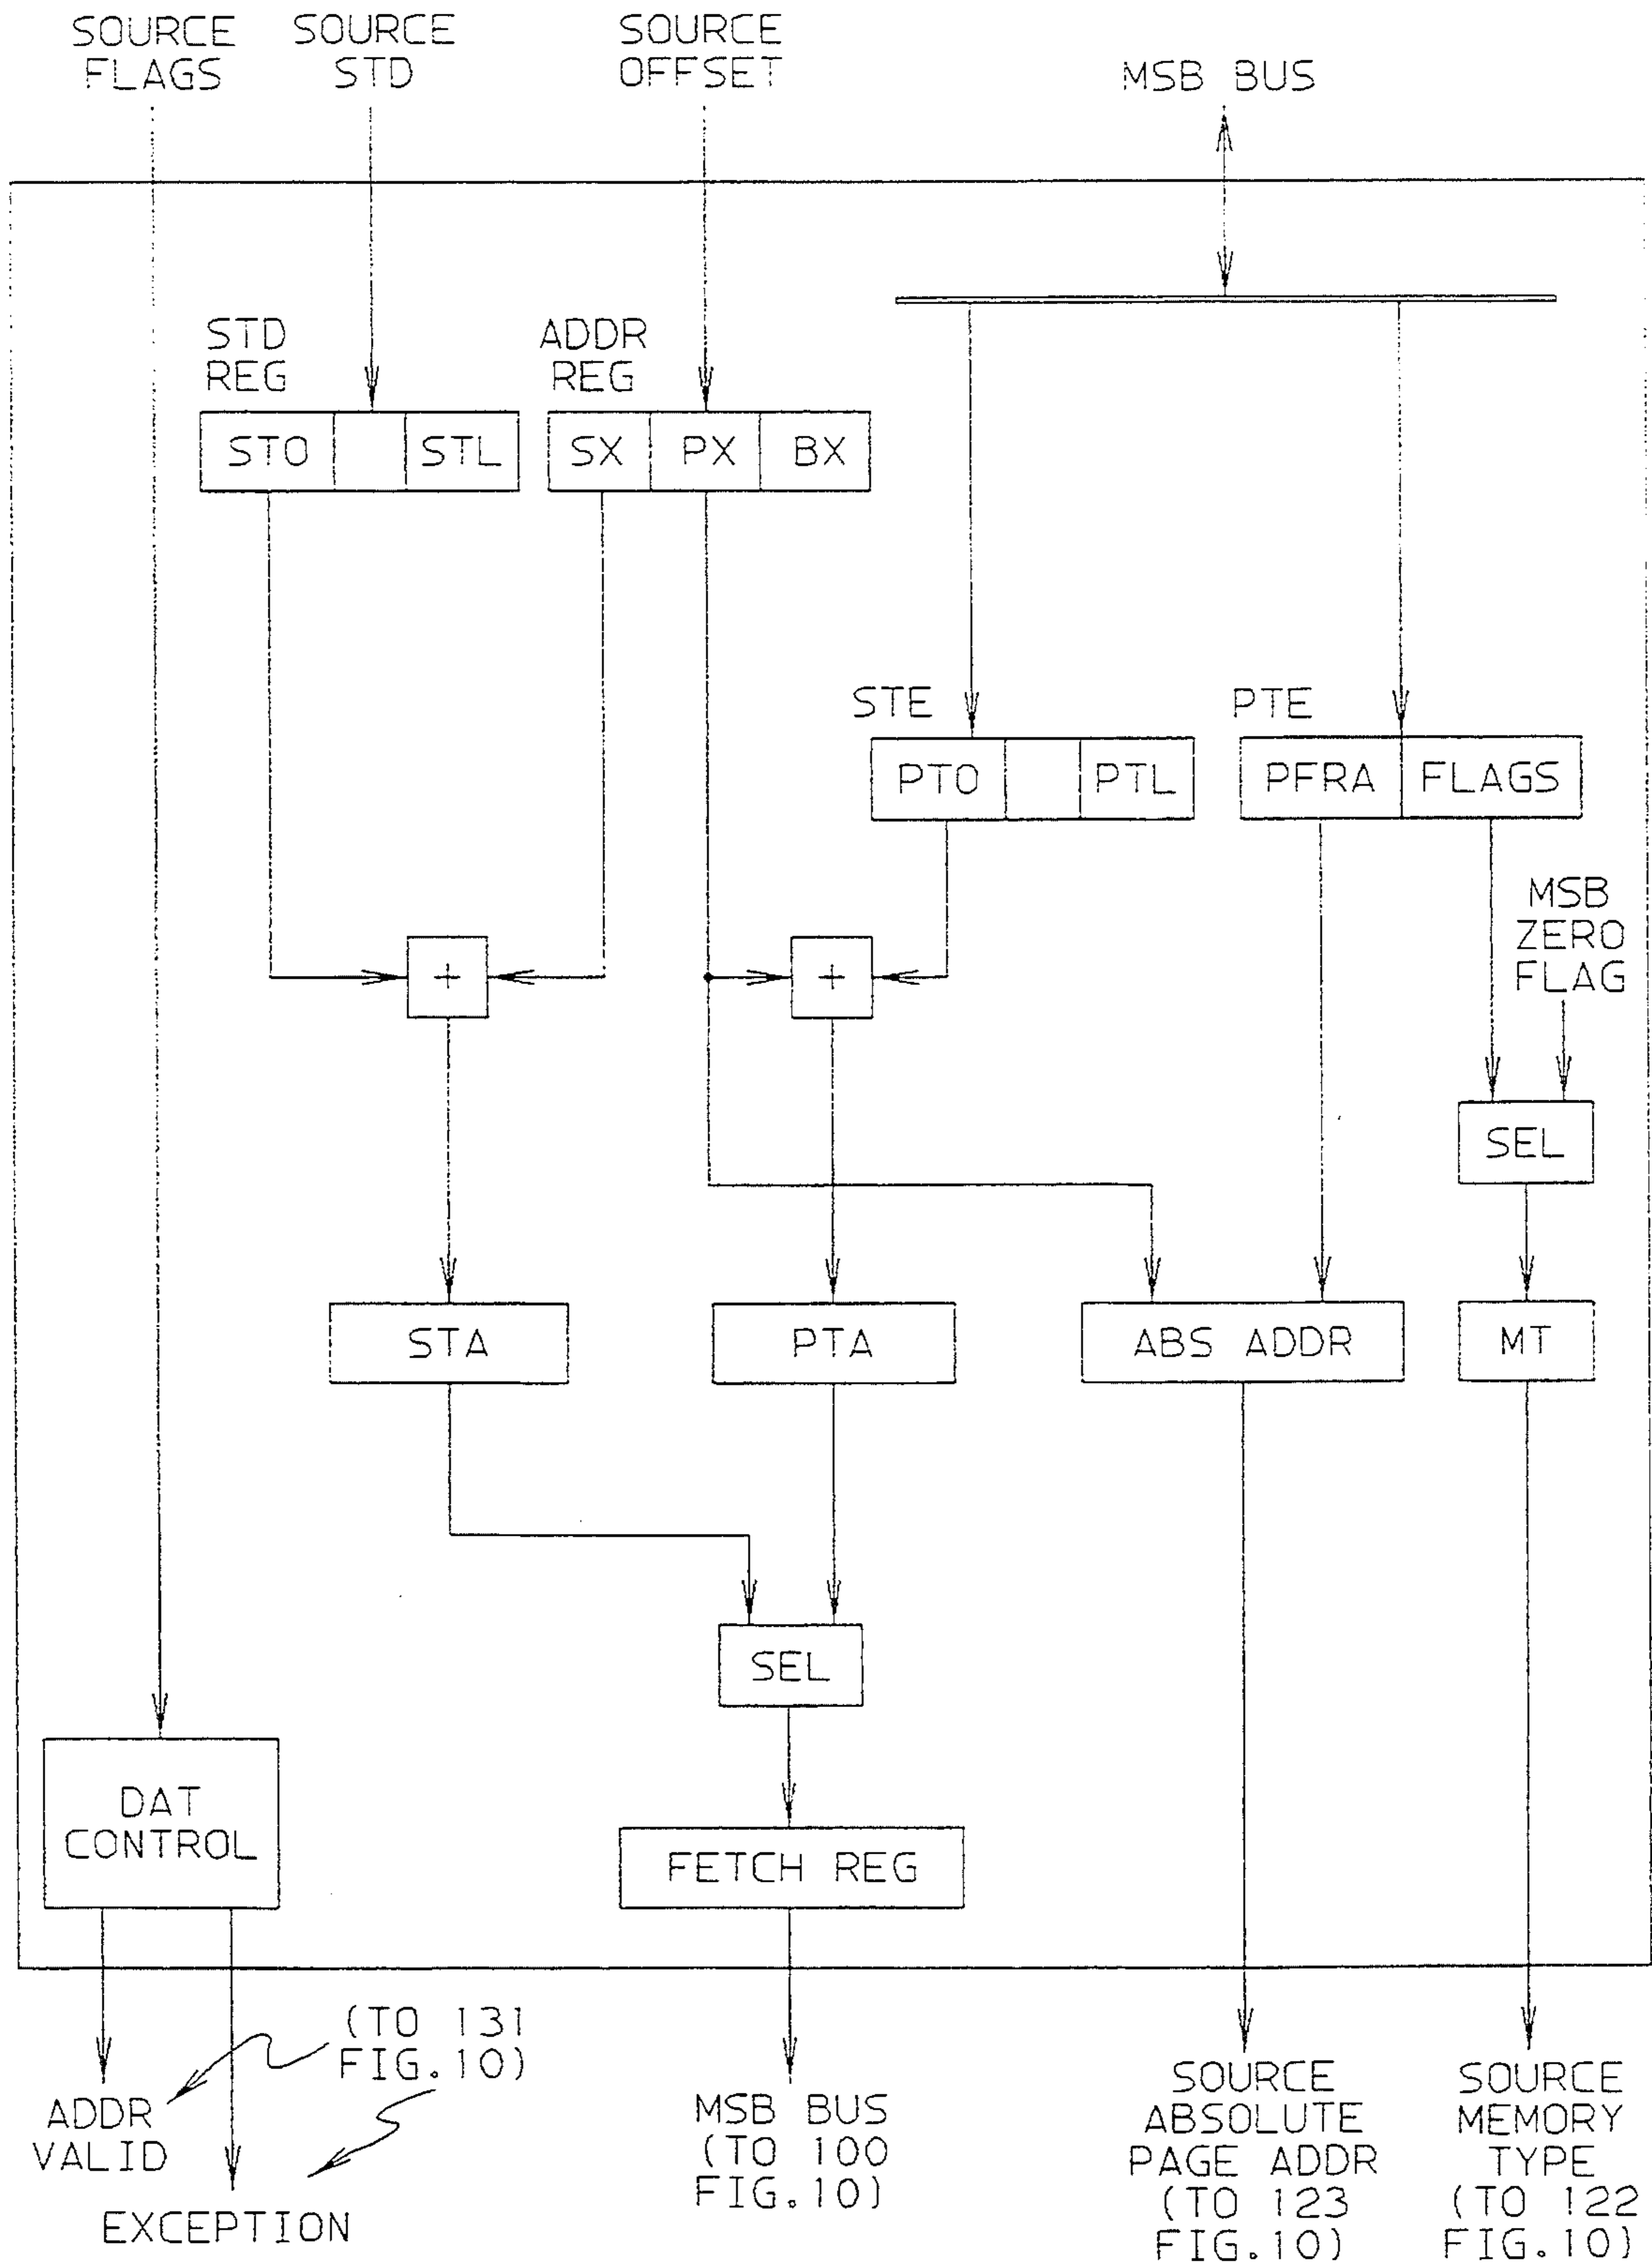 SOURCE
FLAGS
SOURCE
STD
SOURCE
OFFSET
MSB BUS
STD
REG
ADDR
REG
STO
STL
SX
PX
BX
STE
PTE
PTO
PTL
PFRA
FLAGS
MSB
ZERO
FLAG
+
+
SEL
STA
PTA
ABS ADDR
MT
SEL
DAT
CONTROL
FETCH REG
(TO 131
FIG.10)
ADDR
VALID
EXCEPTION
MSB BUS
(TO 100
FIG.10)
SOURCE
ABSOLUTE
PAGE ADDR
(TO 123
FIG.10)
SOURCE
MEMORY
TYPE
(TO 122
FIG.10)